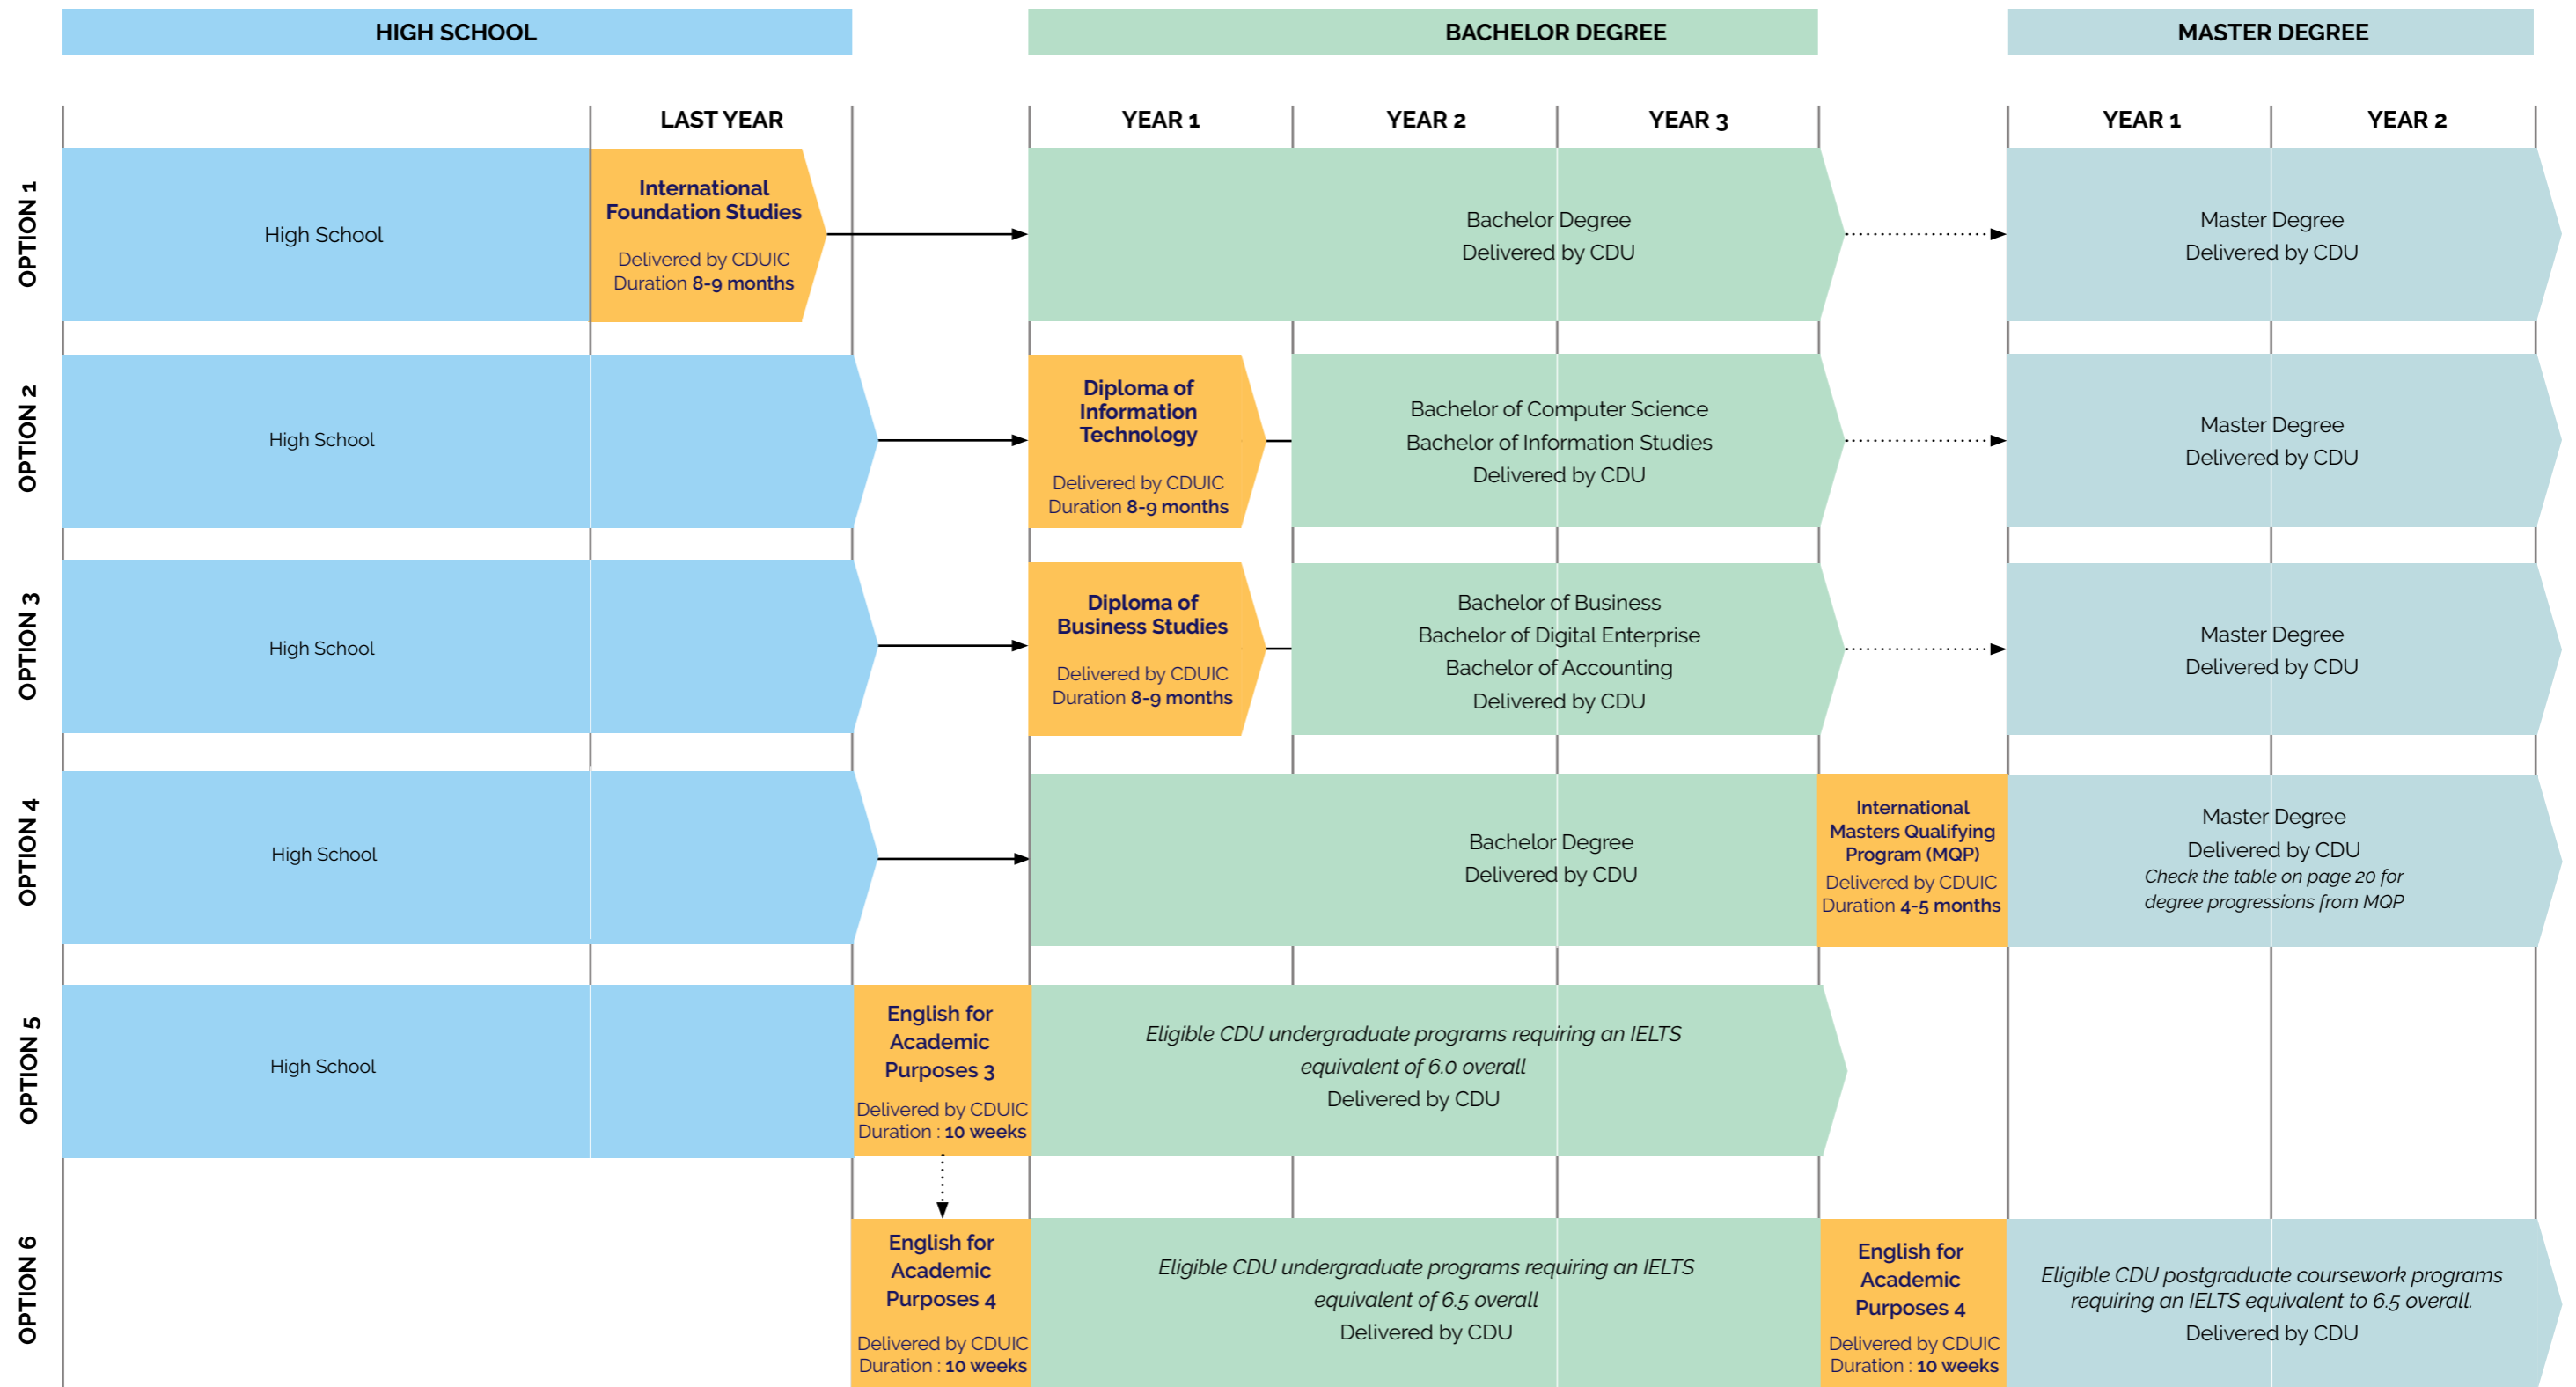 HIGH SCHOOL
BACHELOR DEGREE
MASTER DEGREE
LAST YEAR
YEAR 1
YEAR 2
YEAR 3
YEAR 1
YEAR 2
OPTION 1
High School
International
Foundation Studies
Delivered by CDUIC
Duration 8-9 months
Bachelor Degree
Delivered by CDU
Master Degree
Delivered by CDU
OPTION 2
High School
Diploma of
Information
Technology
Delivered by CDUIC
Duration 8-9 months
Bachelor of Computer Science
Bachelor of Information Studies
Delivered by CDU
Master Degree
Delivered by CDU
OPTION 3
High School
Diploma of
Business Studies
Delivered by CDUIC
Duration 8-9 months
Bachelor of Business
Bachelor of Digital Enterprise
Bachelor of Accounting
Delivered by CDU
Master Degree
Delivered by CDU
OPTION 4
High School
Bachelor Degree
Delivered by CDU
International
Masters Qualifying
Program (MQP)
Delivered by CDUIC
Duration 4-5 months
Master Degree
Delivered by CDU
Check the table on page 20 for
degree progressions from MQP
OPTION 5
High School
English for
Academic
Purposes 3
Delivered by CDUIC
Duration : 10 weeks
Eligible CDU undergraduate programs requiring an IELTS
equivalent of 6.0 overall
Delivered by CDU
OPTION 6
English for
Academic
Purposes 4
Delivered by CDUIC
Duration : 10 weeks
Eligible CDU undergraduate programs requiring an IELTS
equivalent of 6.5 overall
Delivered by CDU
English for
Academic
Purposes 4
Delivered by CDUIC
Duration : 10 weeks
Eligible CDU postgraduate coursework programs
requiring an IELTS equivalent to 6.5 overall.
Delivered by CDU